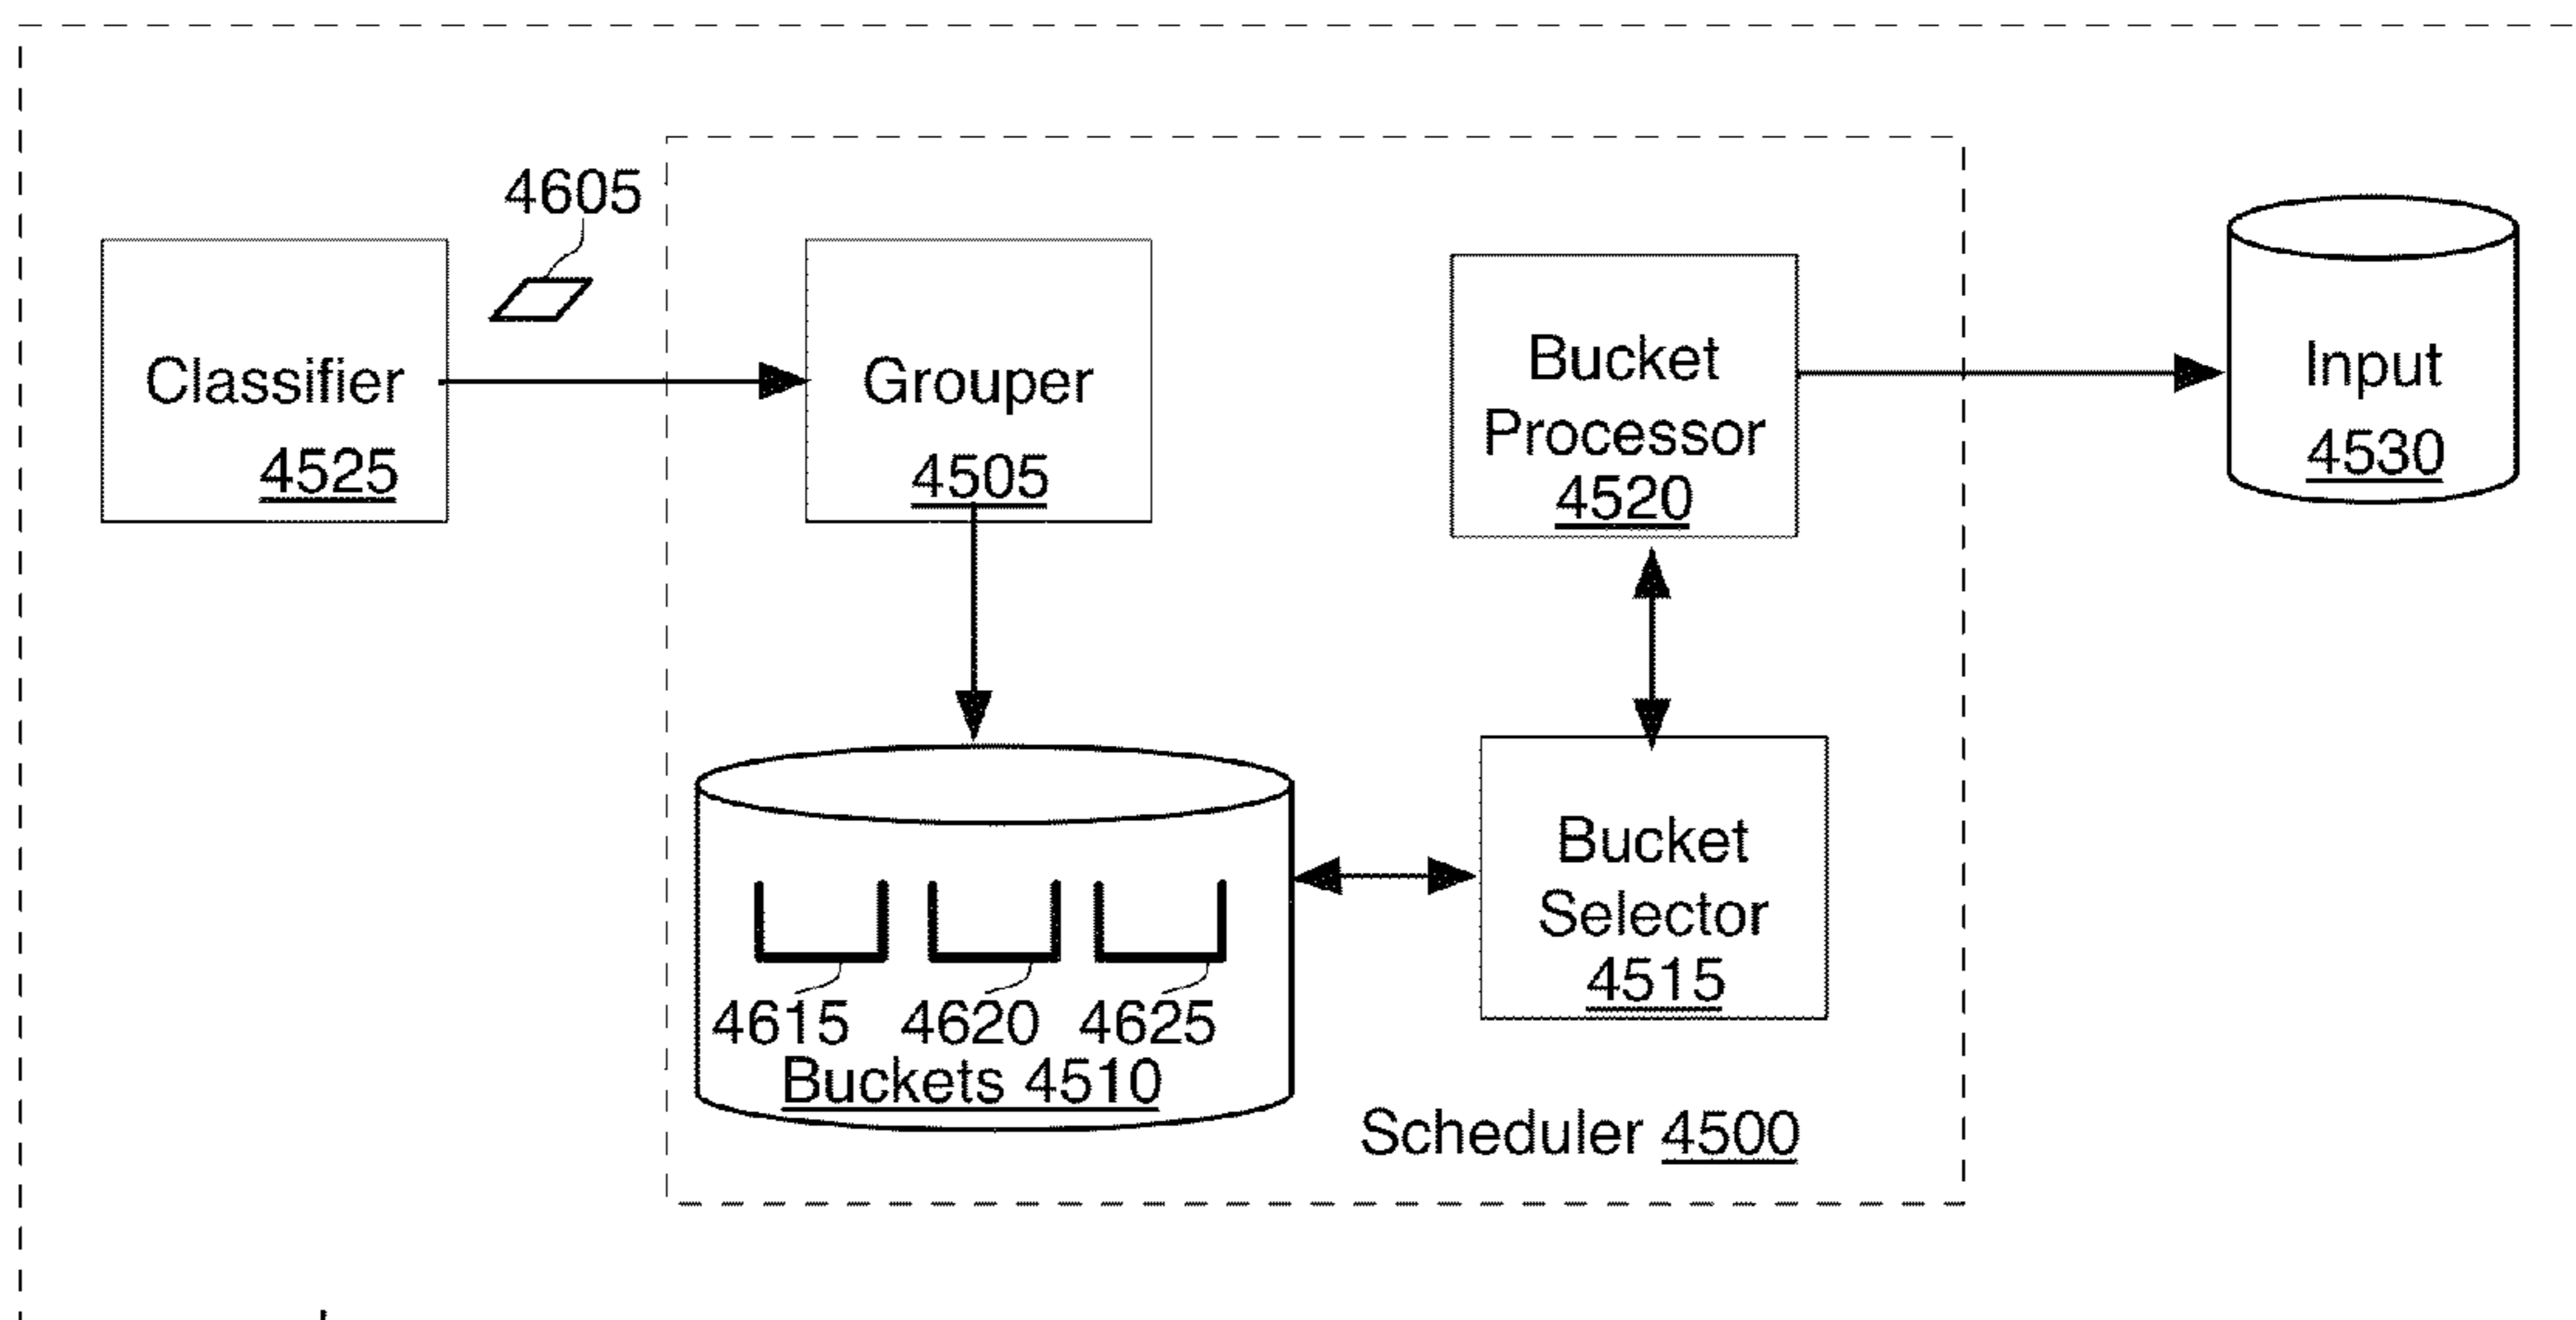 4605
Classifier
4525
Grouper
4505
Bucket
Processor
4520
Input
4530
4615 4620 4625
Buckets 4510
Bucket
Selector
4515
Scheduler 4500